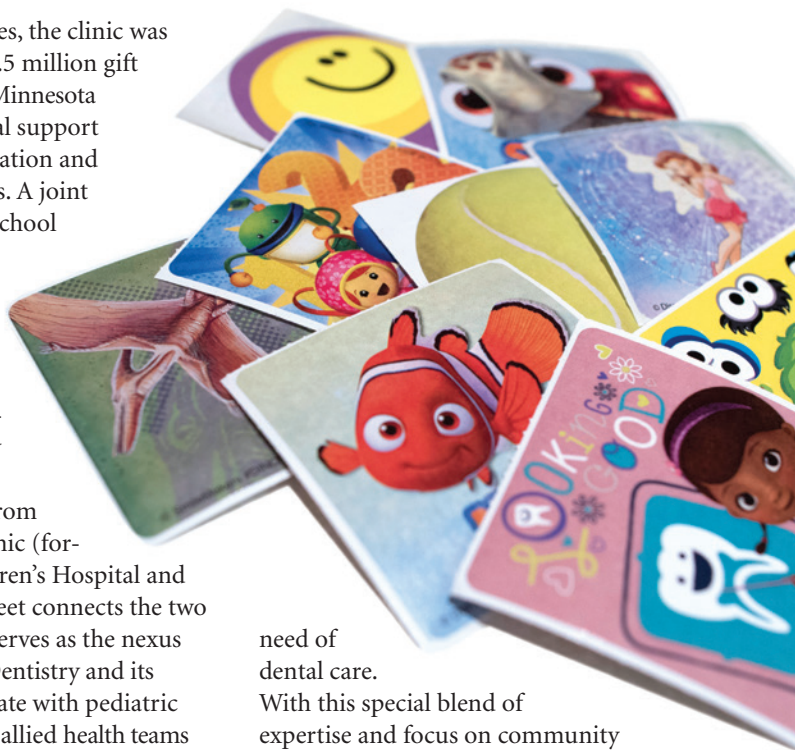 es, the clinic was
.5 million gift
Minnesota
al support
ation and
s. A joint
chool
rom
nic (for-
ren's Hospital and
eet connects the two
erves as the nexus
entistry and its
ate with pediatric
allied health teams
need of
dental care.
With this special blend of
expertise and focus on community
LOOKiNG
GOOD